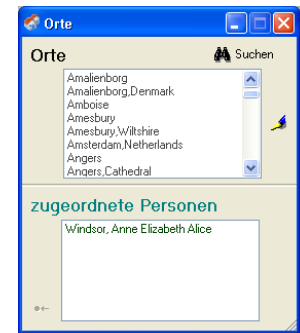 Orte
Orte
Suchen
Amalienborg
Amalienborg,Denmark
Amboise
Amesbury
Amesbury,Wiltshire
Amsterdam,Netherlands
Angers
Angers,Cathedral
zugeordnete Personen
Windsor, Anne Elizabeth Alice